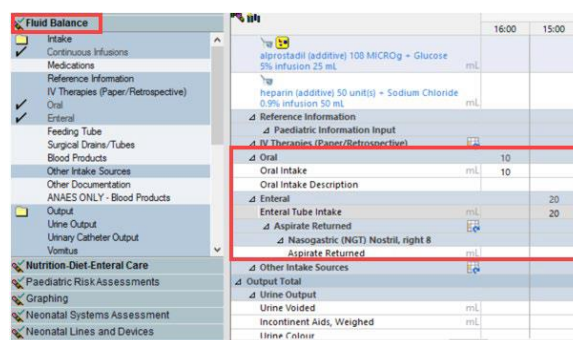 Fluid Balance
Intake
Continuous Infusions
Medications
Reference Information
IV Therapies (Paper/Retrospective)
Oral
Enteral
Feeding Tube
Surgical Drains/Tubes
Blood Products
Other Intake Sources
Other Documentation
ANAES ONLY - Blood Products
Output
Urine Output
Urinary Catheter Output
Vomitus
Nutrition-Diet-Enteral Care
Paediatric Risk Assessments
Graphing
Neonatal Systems Assessment
Neonatal Lines and Devices
16:00 15:00
alprostadil (additive) 108 MICROg + Glucose
5% infusion 25 mL mL
heparin (additive) 50 unit(s) + Sodium Chloride
0.9% infusion 50 mL mL
Reference Information
Paediatric Information Input
IV Therapies (Paper/Retrospective)
Oral 10
Oral Intake mL 10
Oral Intake Description
Enteral 20
Enteral Tube Intake mL 20
Aspirate Returned
Nasogastric (NGT) Nostril, right 8
Aspirate Returned mL
Other Intake Sources
Output Total
Urine Output
Urine Voided mL
Incontinent Aids, Weighed mL
Urine Colour